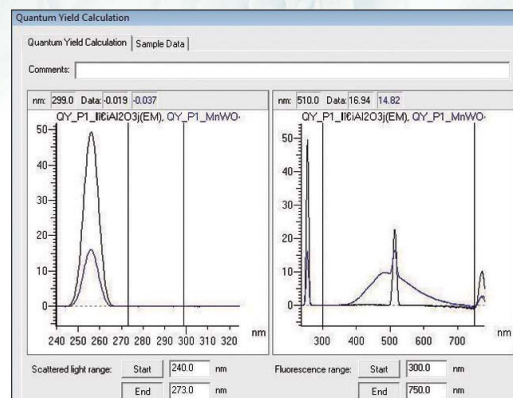 Quantum Yield Calculation
Quantum Yield Calculation Sample Data
Comments:
nm: 299.0 Data: -0.019 -0.037
QY_P1_
(EM), QY_P1_MnWO
50
40
30
20
10
0
240 250 260 270 280 290 300 310 320 nm
Scattered light range: Start 240.0 nm
End 273.0 nm
nm: 510.0 Data: 16.94 14.82
QY_P1_
(EM), QY_P1_MnWO
50
40
30
20
10
0
300 400 500 600 700 nm
Fluorescence range: Start 300.0 nm
End 750.0 nm